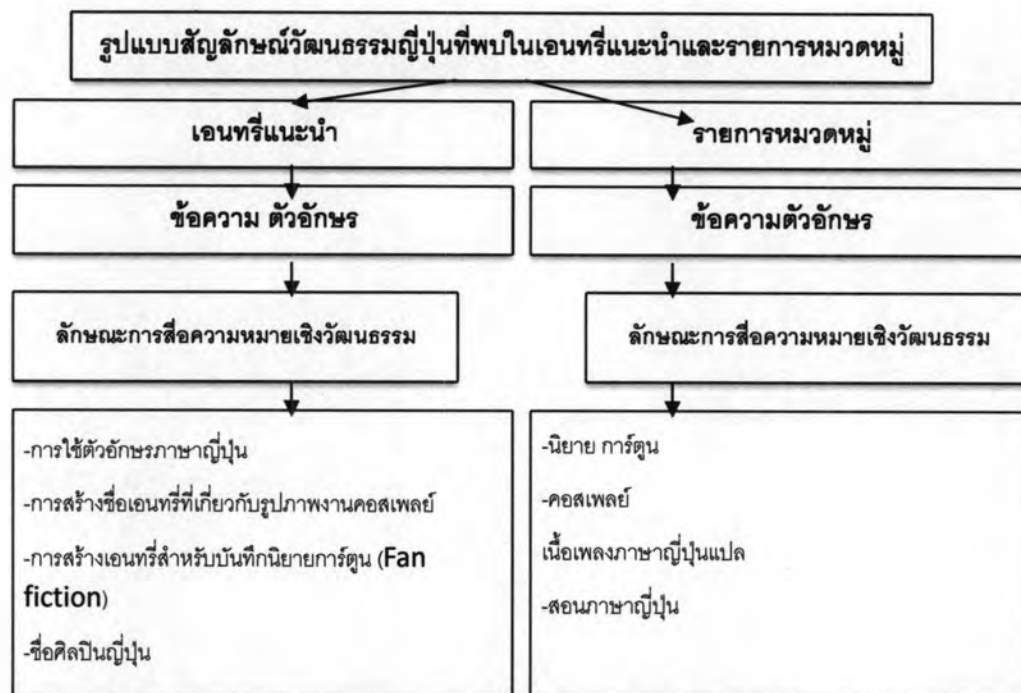 รูปแบบสัญลักษณ์วัฒนธรรมญี่ปุ่นที่พบในเอนทรี่แนะนำและรายการหมวดหมู่
เอนทรี่แนะนำ
ข้อความ ตัวอักษร
ลักษณะการสื่อความหมายเชิงวัฒนธรรม
-การใช้ตัวอักษรภาษาญี่ปุ่น
-การสร้างชื่อเอนทรี่ที่เกี่ยวกับรูปภาพงานคอสเพลย์
-การสร้างเอนทรี่สำหรับบันทึกนิยายการ์ตูน (Fan
fiction)
-ชื่อศิลปินญี่ปุ่น
รายการหมวดหมู่
ข้อความตัวอักษร
ลักษณะการสื่อความหมายเชิงวัฒนธรรม
-นิยาย การ์ตูน
-คอสเพลย์
เนื้อเพลงภาษาญี่ปุ่นแปล
-สอนภาษาญี่ปุ่น